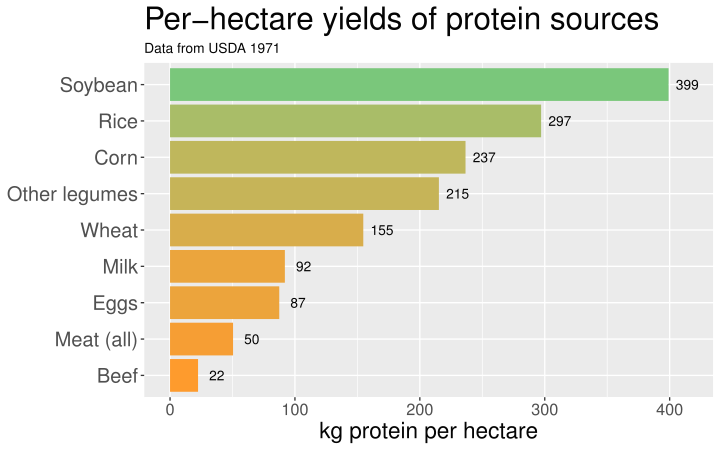 Per−hectare yields of protein sources
Data from USDA 1971
Soybean 399
Rice 297
Corn 237
Other legumes 215
Wheat 155
Milk 92
Eggs 87
Meat (all) 50
Beef 22
0 100 200 300 400
kg protein per hectare